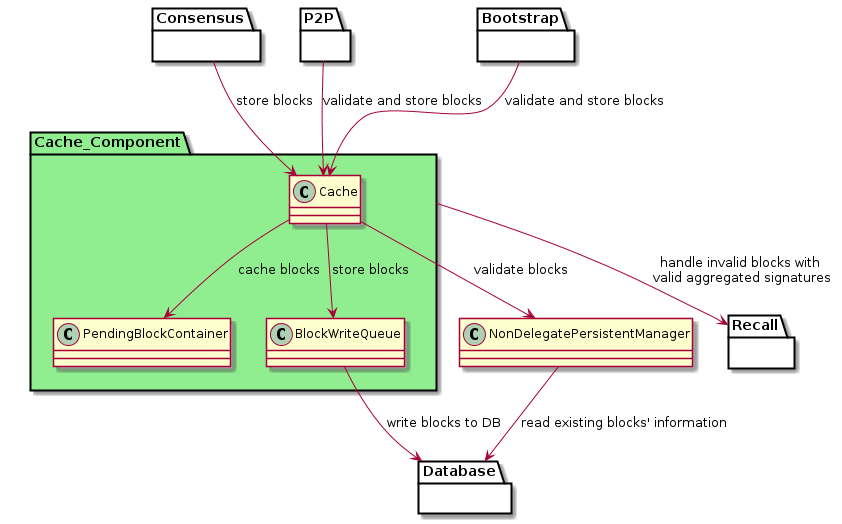 Consensus
P2P
Bootstrap
store blocks
validate and store blocks
validate and store blocks
Cache_Component
C Cache
handle invalid blocks with
valid aggregated signatures
cache blocks
store blocks
validate blocks
C PendingBlockContainer
C BlockWriteQueue
C NonDelegatePersistentManager
Recall
write blocks to DB
read existing blocks' information
Database